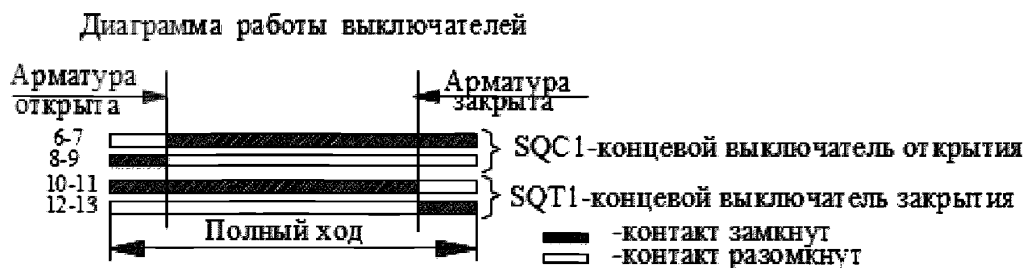 Диаграмма работы выключателей
Арматура открыта
Арматура закрыта
6-7
8-9
SQC1-концевой выключатель открытия
10-11
12-13
SQT1-концевой выключатель закрытия
Полный ход
-контакт замкнут
-контакт разомкнут